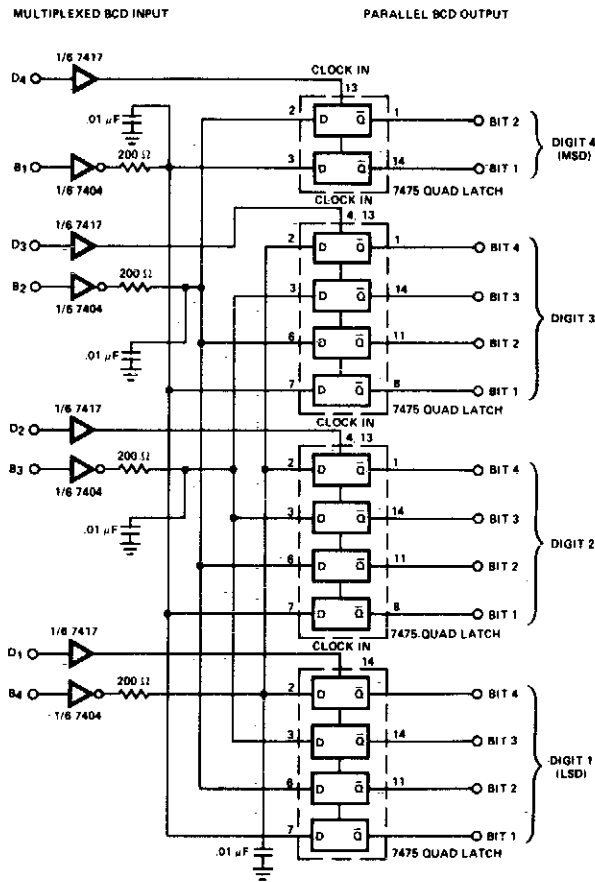 MULTIPLEXED BCD INPUT
PARALLEL BCD OUTPUT
D4 1/6 7417
CLOCK IN
13
.01 μF
2 D Q̄ 1 BIT 2
DIGIT 4
(MSD)
B1 200 Ω
1/6 7404
3 D Q̄ 14 BIT 1
7475 QUAD LATCH
CLOCK IN
1/6 7417
4, 13
D3
2 D Q̄ 1 BIT 4
B2 200 Ω
1/6 7404
3 D Q̄ 14 BIT 3
DIGIT 3
.01 μF
6 D Q̄ 11 BIT 2
7 D Q̄ 8 BIT 1
1/6 7417
7475 QUAD LATCH
D2
4, 13
B3 200 Ω
1/6 7404
2 D Q̄ 1 BIT 4
3 D Q̄ 14 BIT 3
.01 μF
DIGIT 2
6 D Q̄ 11 BIT 2
7 D Q̄ 8 BIT 1
1/6 7417
7475 QUAD LATCH
CLOCK IN
D1
14
B4 200 Ω
1/6 7404
2 D Q̄ 1 BIT 4
3 D Q̄ 14 BIT 3
DIGIT 1
(LSD)
6 D Q̄ 11 BIT 2
7 D Q̄ 8 BIT 1
.01 μF
7475 QUAD LATCH